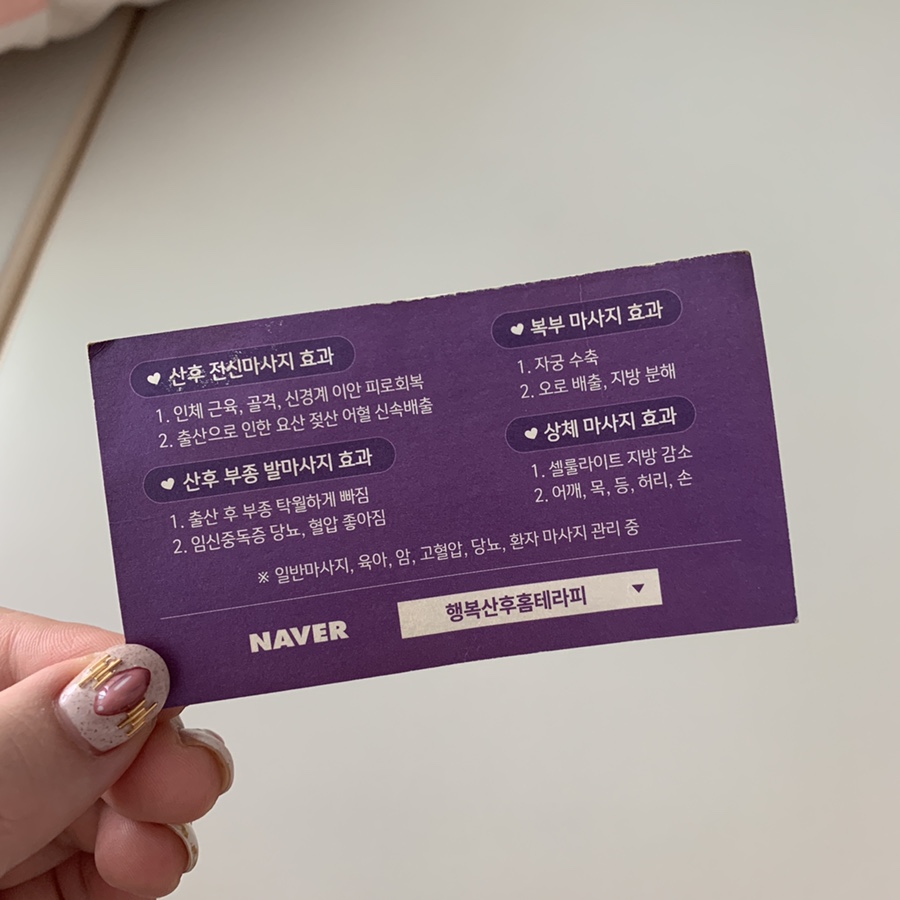 산후 전신마사지 효과
1. 인체 근육, 골격, 신경계 이안 피로회복
2. 출산으로 인한 요산 젖산 어혈 신속배출
산후 부종 발마사지 효과
1. 출산 후 부종 탁월하게 빠짐
2. 임신중독증 당뇨, 혈압 좋아짐
복부 마사지 효과
1. 자궁 수축
2. 오로 배출, 지방 분해
상체 마사지 효과
1. 셀룰라이트 지방 감소
2. 어깨, 목, 등, 허리, 손
※ 일반마사지, 육아, 암, 고혈압, 당뇨, 환자 마사지 관리 중
NAVER 행복산후홈테라피